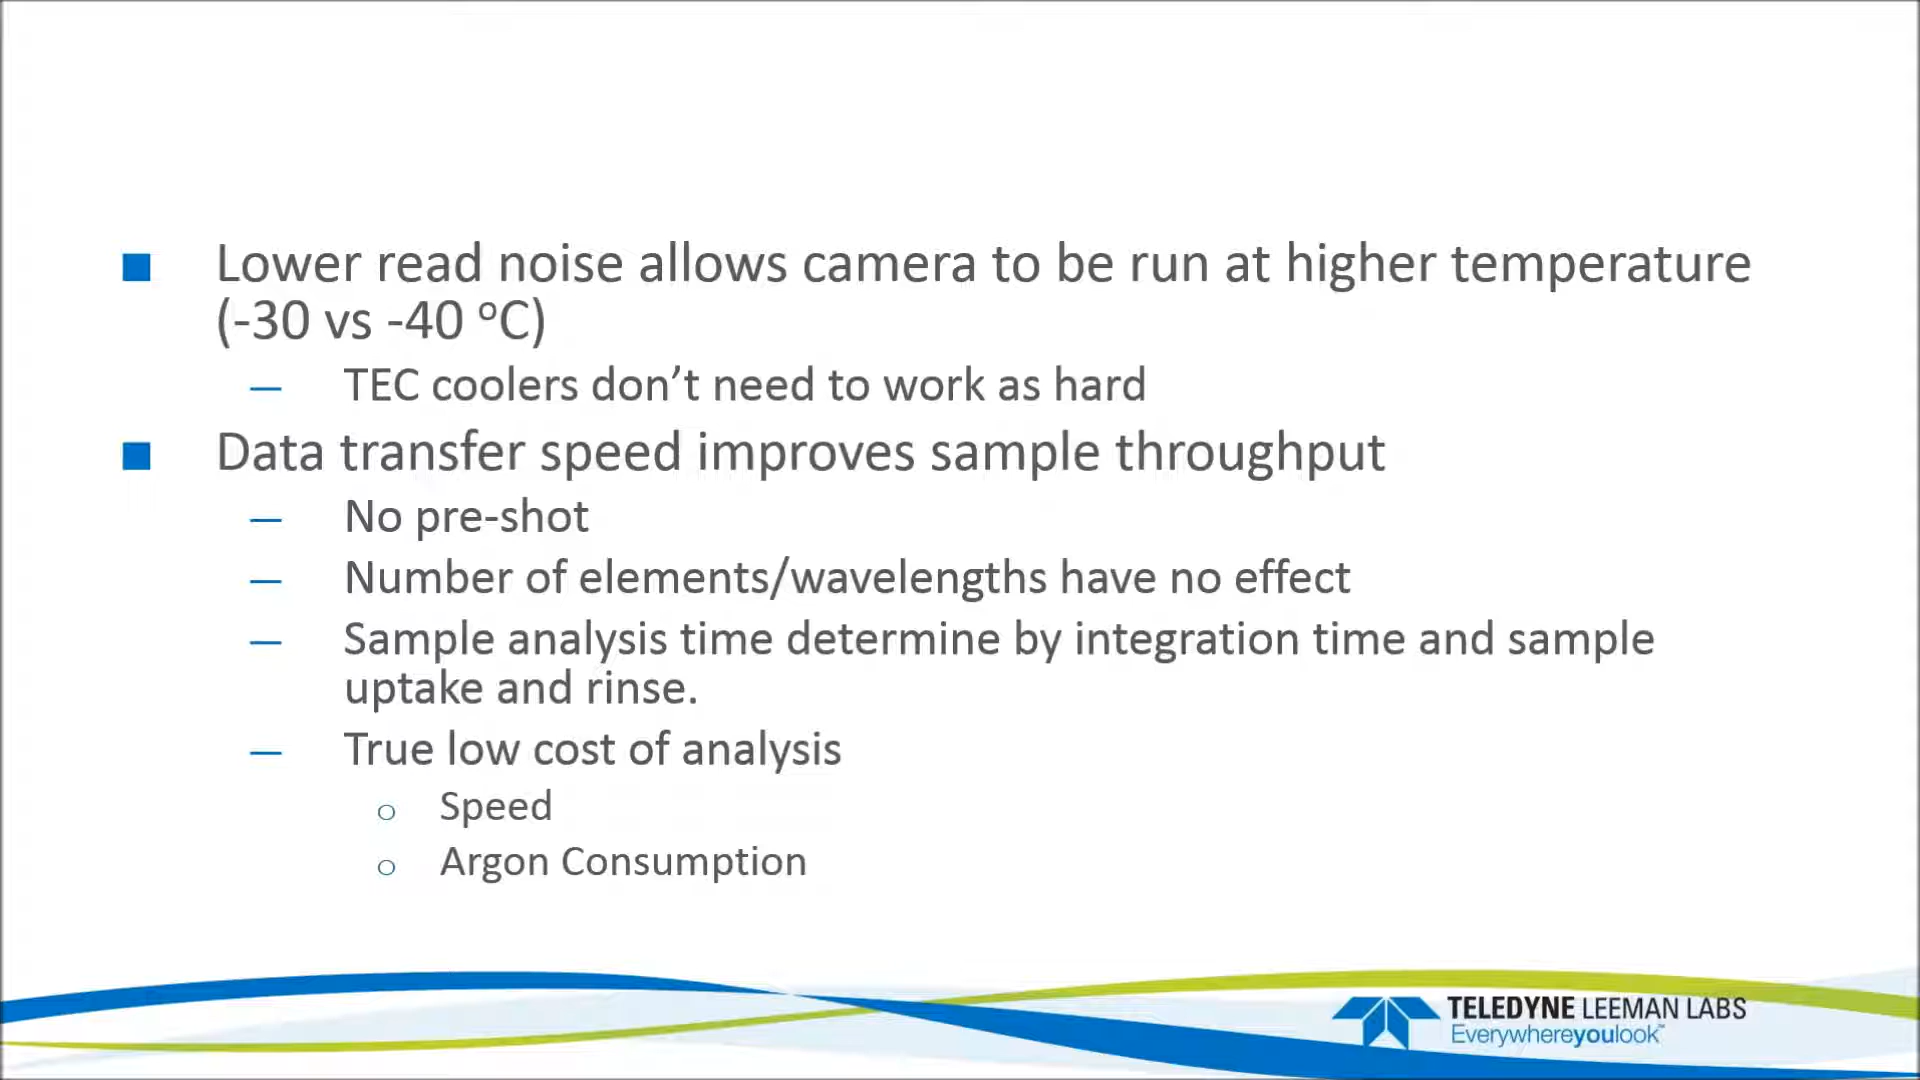 ■ Lower read noise allows camera to be run at higher temperature
(-30 vs -40 ºC)
— TEC coolers don’t need to work as hard
■ Data transfer speed improves sample throughput
— No pre-shot
— Number of elements/wavelengths have no effect
— Sample analysis time determine by integration time and sample
uptake and rinse.
— True low cost of analysis
o Speed
o Argon Consumption
TELEDYNE LEEMAN LABS
Everywhereyoulook™